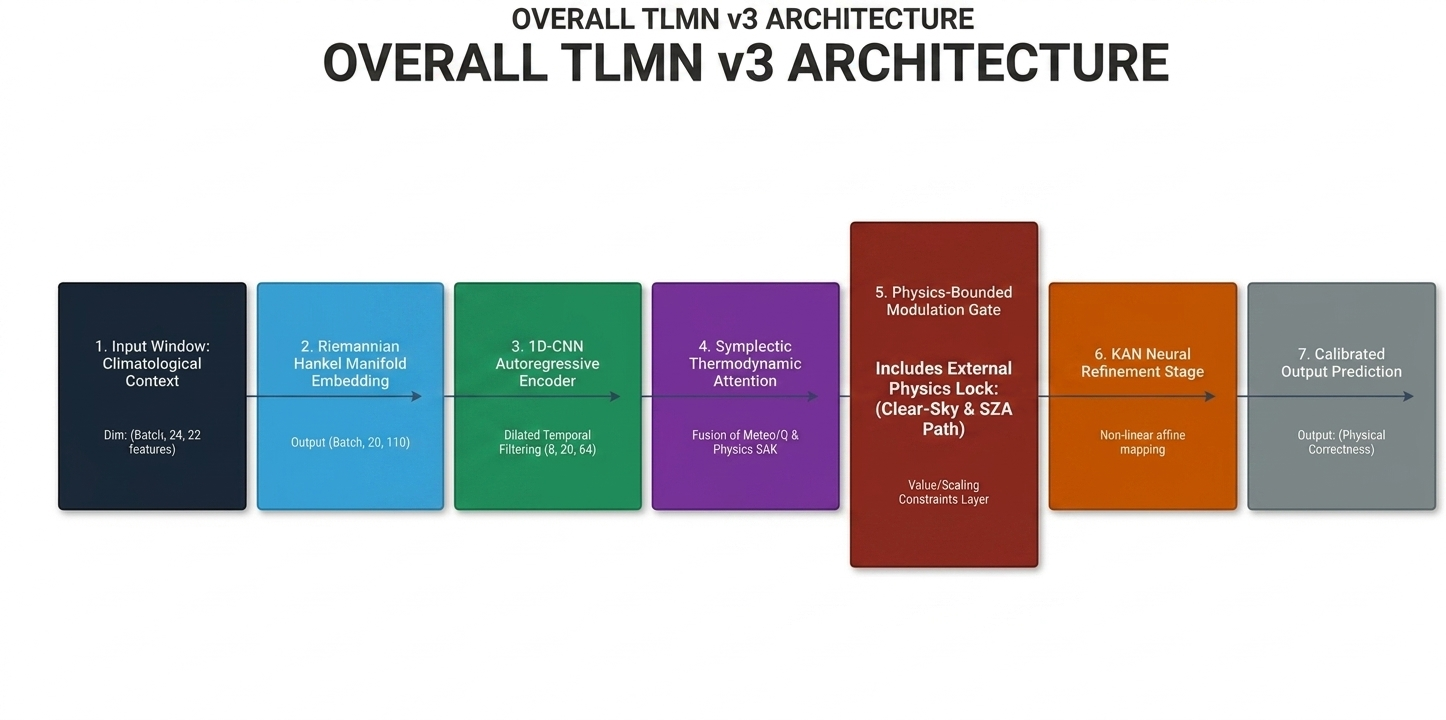 OVERALL TLMN v3 ARCHITECTURE
OVERALL TLMN v3 ARCHITECTURE
1. Input Window:
Climatological
Context
Dim: (Batch, 24, 22
features)
2. Riemannian
Hankel Manifold
Embedding
Output (Batch, 20, 110)
3. 1D-CNN
Autoregressive
Encoder
Dilated Temporal
Filtering (8, 20, 64)
4. Symplectic
Thermodynamic
Attention
Fusion of Meteo/Q &
Physics SAK
5. Physics-Bounded
Modulation Gate
Includes External
Physics Lock:
(Clear-Sky & SZA
Path)
Value/Scaling
Constraints Layer
6. KAN Neural
Refinement Stage
Non-linear affine
mapping
7. Calibrated
Output Prediction
Output: (Physical
Correctness)